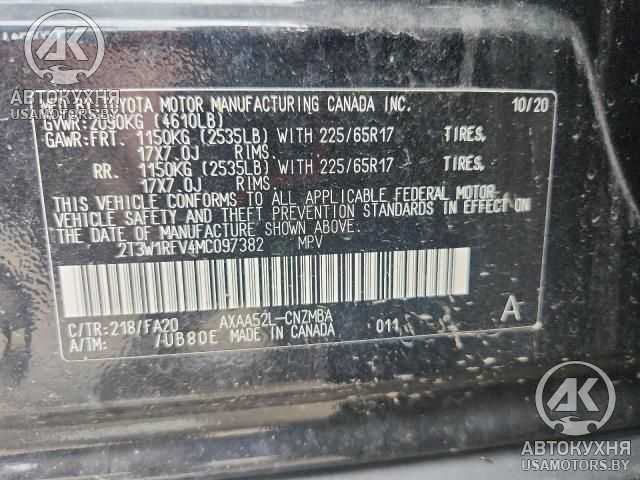 АК
АВТОКУХНЯ
USAMOTORS.BY
MFD BY: TOYOTA MOTOR MANUFACTURING CANADA INC. 10/20
GVWR: 2090KG (4610LB)
GAWR:FRT. 1150KG (2535LB) WITH 225/65R17 TIRES,
17X7.0J RIMS.
RR. 1150KG (2535LB) WITH 225/65R17 TIRES,
17X7.0J RIMS.
THIS VEHICLE CONFORMS TO ALL APPLICABLE FEDERAL MOTOR
VEHICLE SAFETY AND THEFT PREVENTION STANDARDS IN EFFECT ON
THE DATE OF MANUFACTURE SHOWN ABOVE.
2T3W1RFV4MC097382 MPV
C/TR:218/FA20 AXAA52L-CNZMBA 011 A
A/TM: /UB80E MADE IN CANADA
АК
АВТОКУХНЯ
USAMOTORS.BY